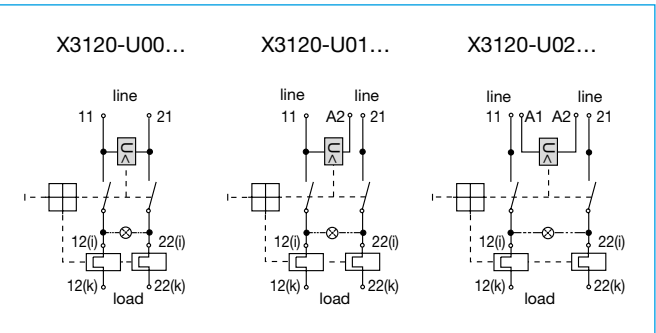 X3120-U00... X3120-U01... X3120-U02...
line line line line line
11 21 11 A2 21 11 A1 A2 21
U< U< U<
12(i) 22(i) 12(i) 22(i) 12(i) 22(i)
12(k) 22(k) 12(k) 22(k) 12(k) 22(k)
load load load